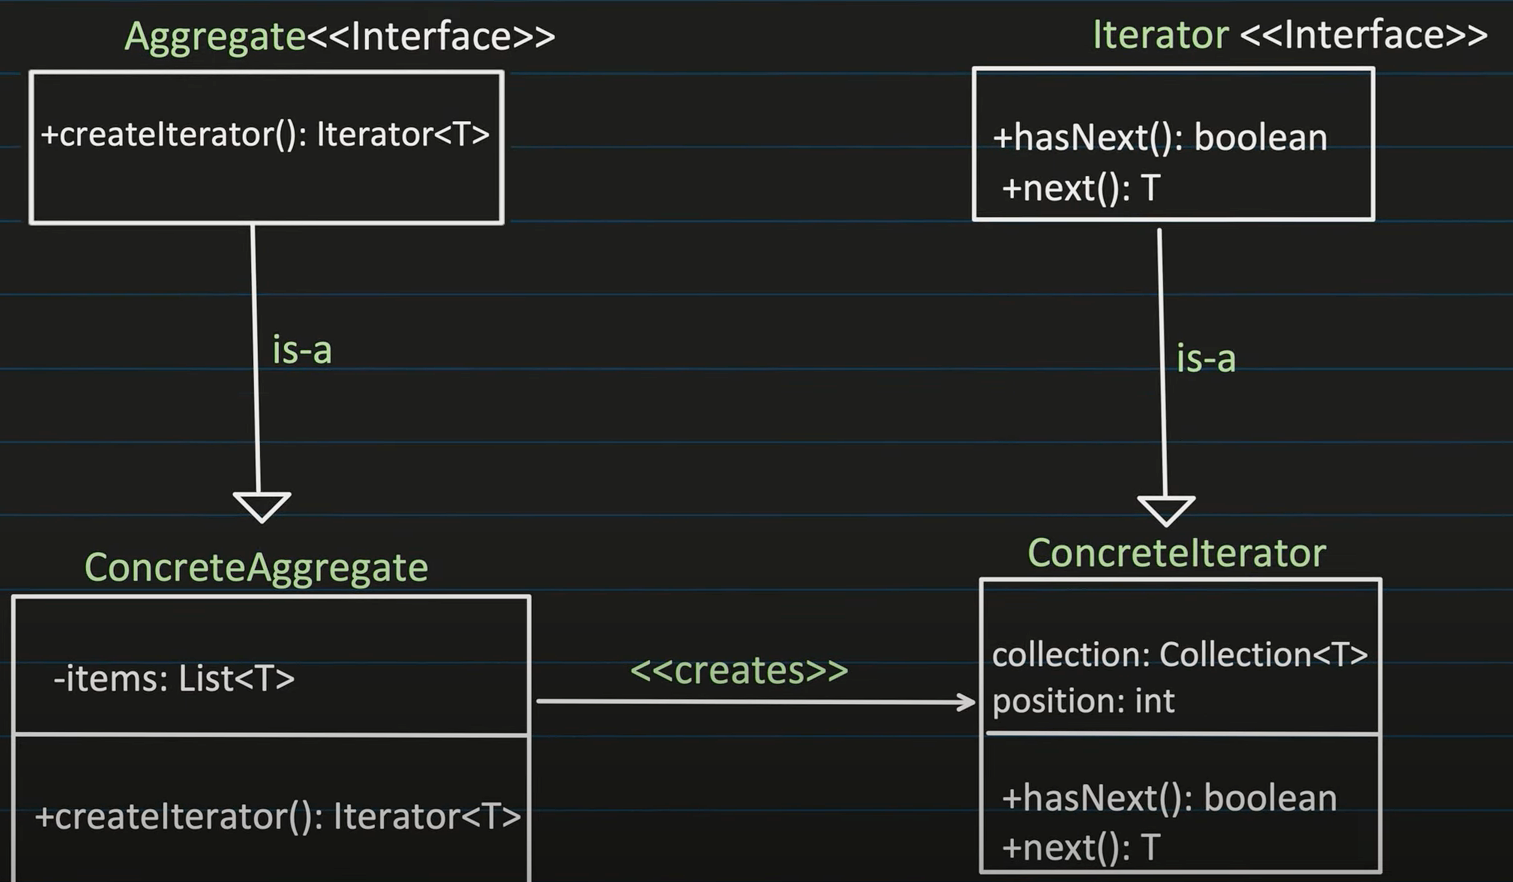 Aggregate<<Interface>>
+createIterator(): Iterator<T>
Iterator <<Interface>>
+hasNext(): boolean
+next(): T
is-a
is-a
ConcreteAggregate
-items: List<T>
+createIterator(): Iterator<T>
<<creates>>
ConcreteIterator
collection: Collection<T>
position: int
+hasNext(): boolean
+next(): T